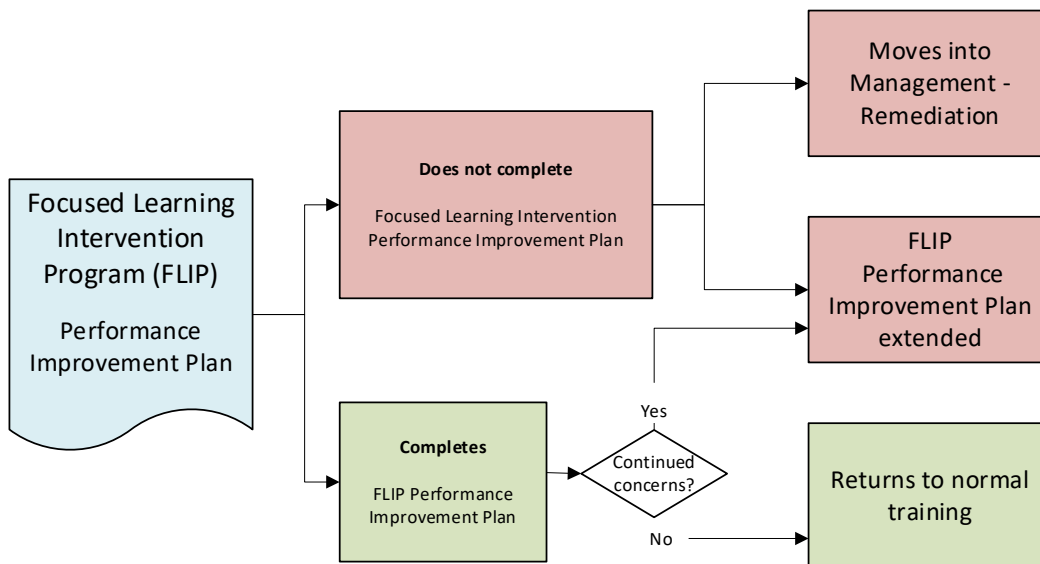 Focused Learning
Intervention
Program (FLIP)
Performance
Improvement Plan
Does not complete
Focused Learning Intervention
Performance Improvement Plan
Moves into
Management -
Remediation
FLIP
Performance
Improvement Plan
extended
Completes
FLIP Performance
Improvement Plan
Yes
Continued
concerns?
No
Returns to normal
training